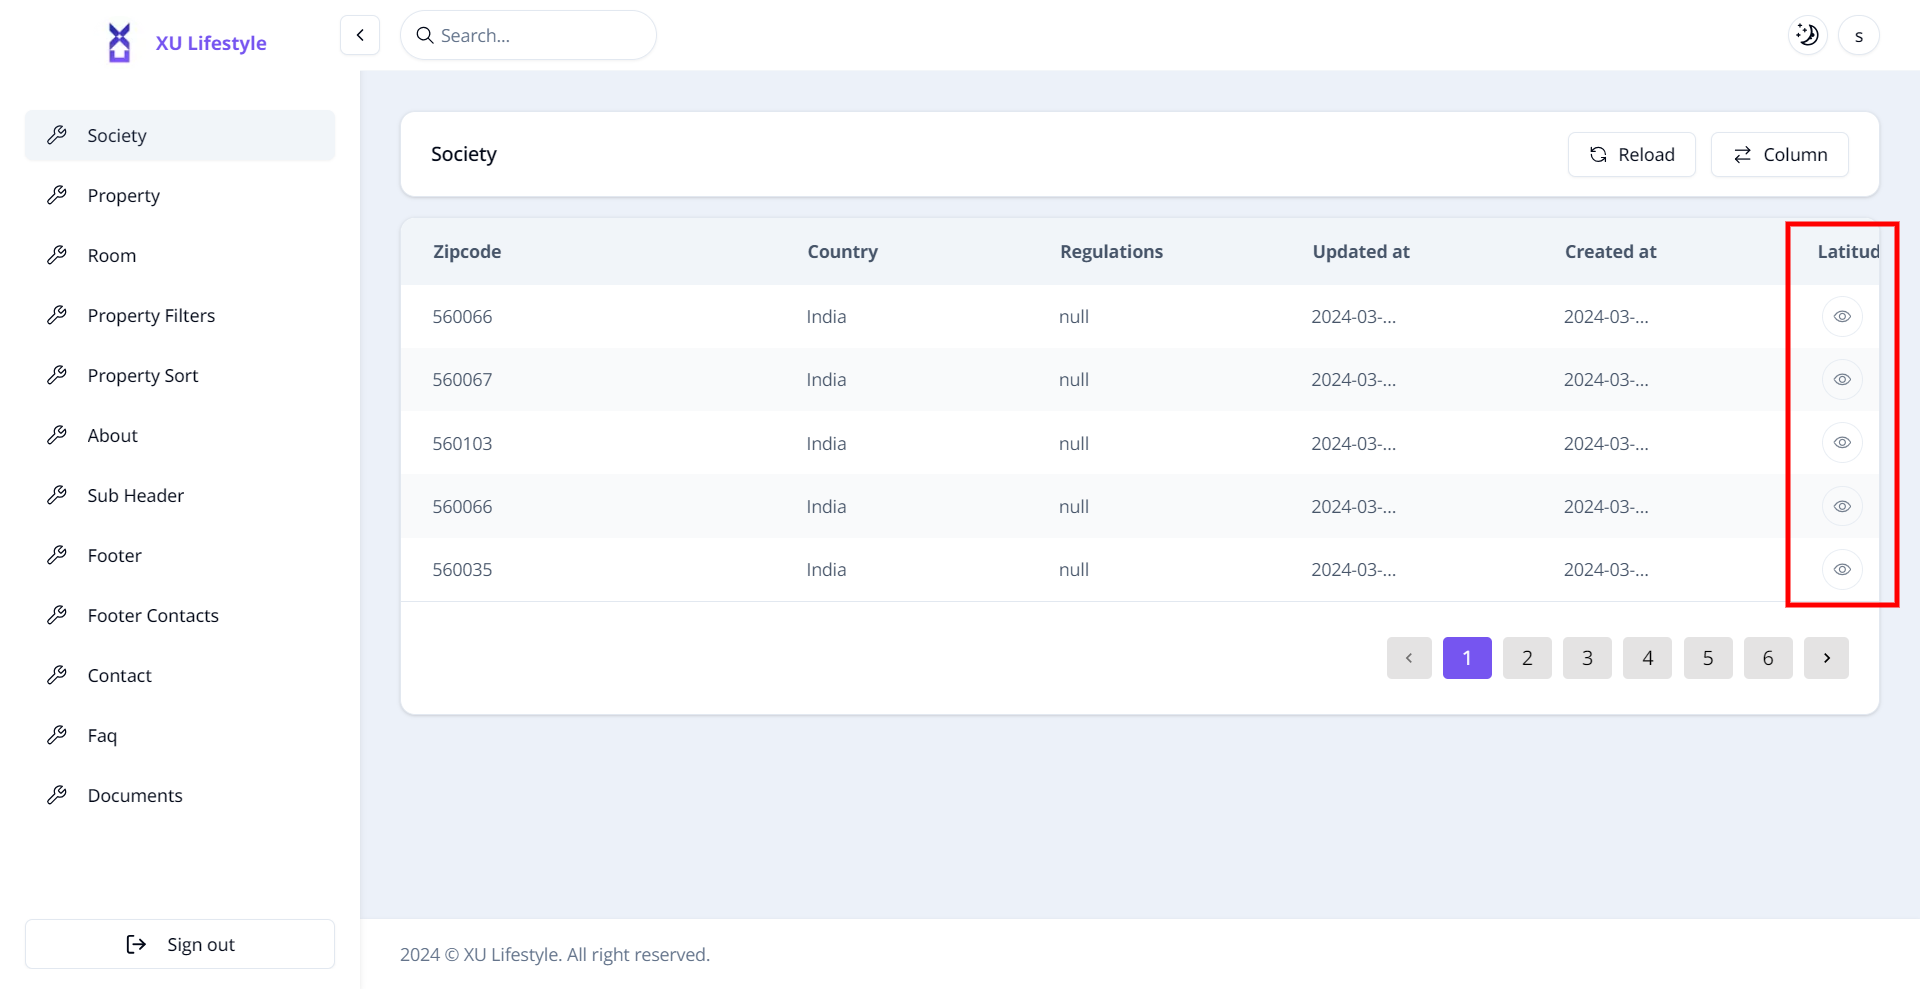 XU Lifestyle
Search...
s
Society
Property
Room
Property Filters
Property Sort
About
Sub Header
Footer
Footer Contacts
Contact
Faq
Documents
Sign out
Society
Reload
Column
Zipcode Country Regulations Updated at Created at Latitud
560066 India null 2024-03-... 2024-03-...
560067 India null 2024-03-... 2024-03-...
560103 India null 2024-03-... 2024-03-...
560066 India null 2024-03-... 2024-03-...
560035 India null 2024-03-... 2024-03-...
‹ 1 2 3 4 5 6 ›
2024 © XU Lifestyle. All right reserved.